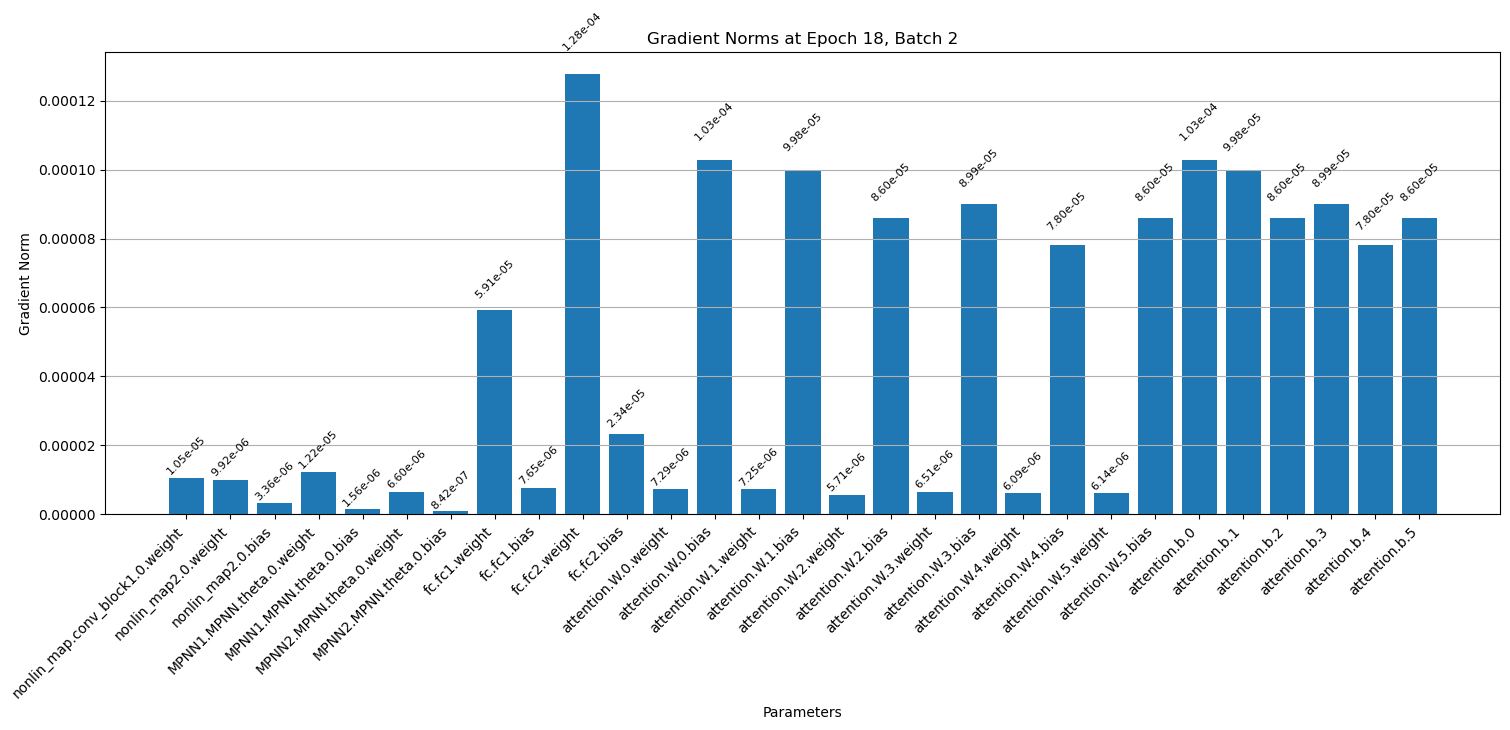 Gradient Norms at Epoch 18, Batch 2
Gradient Norm
0.00012
0.00010
0.00008
0.00006
0.00004
0.00002
0.00000
1.05e-05
9.92e-06
3.36e-06
1.22e-05
1.56e-06
6.60e-06
8.42e-07
5.91e-05
7.65e-06
1.28e-04
2.34e-05
7.29e-06
1.03e-04
7.25e-06
9.98e-05
5.71e-06
8.60e-05
6.51e-06
8.99e-05
6.09e-06
7.80e-05
6.14e-06
8.60e-05
1.03e-04
9.98e-05
8.60e-05
8.99e-05
7.80e-05
8.60e-05
nonlin_map.conv_block1.0.weight
nonlin_map2.0.weight
nonlin_map2.0.bias
MPNN1.MPNN.theta.0.weight
MPNN1.MPNN.theta.0.bias
MPNN2.MPNN.theta.0.weight
MPNN2.MPNN.theta.0.bias
fc.fc1.weight
fc.fc1.bias
fc.fc2.weight
fc.fc2.bias
attention.W.0.weight
attention.W.0.bias
attention.W.1.weight
attention.W.1.bias
attention.W.2.weight
attention.W.2.bias
attention.W.3.weight
attention.W.3.bias
attention.W.4.weight
attention.W.4.bias
attention.W.5.weight
attention.W.5.bias
attention.b.0
attention.b.1
attention.b.2
attention.b.3
attention.b.4
attention.b.5
Parameters